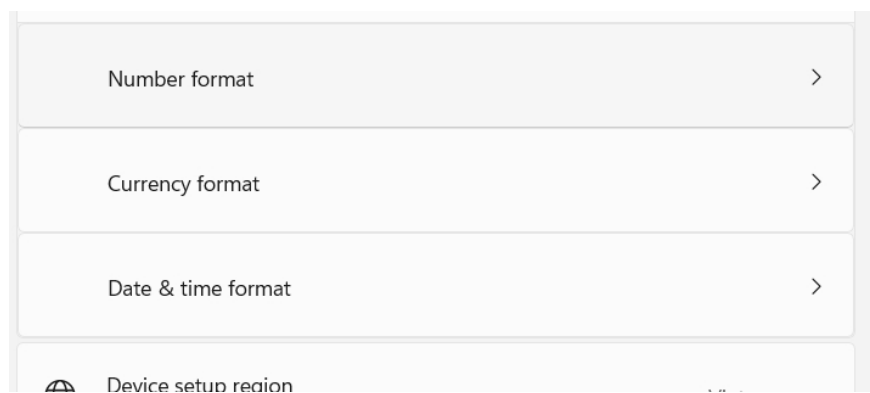 Number format
Currency format
Date & time format
Device setup region